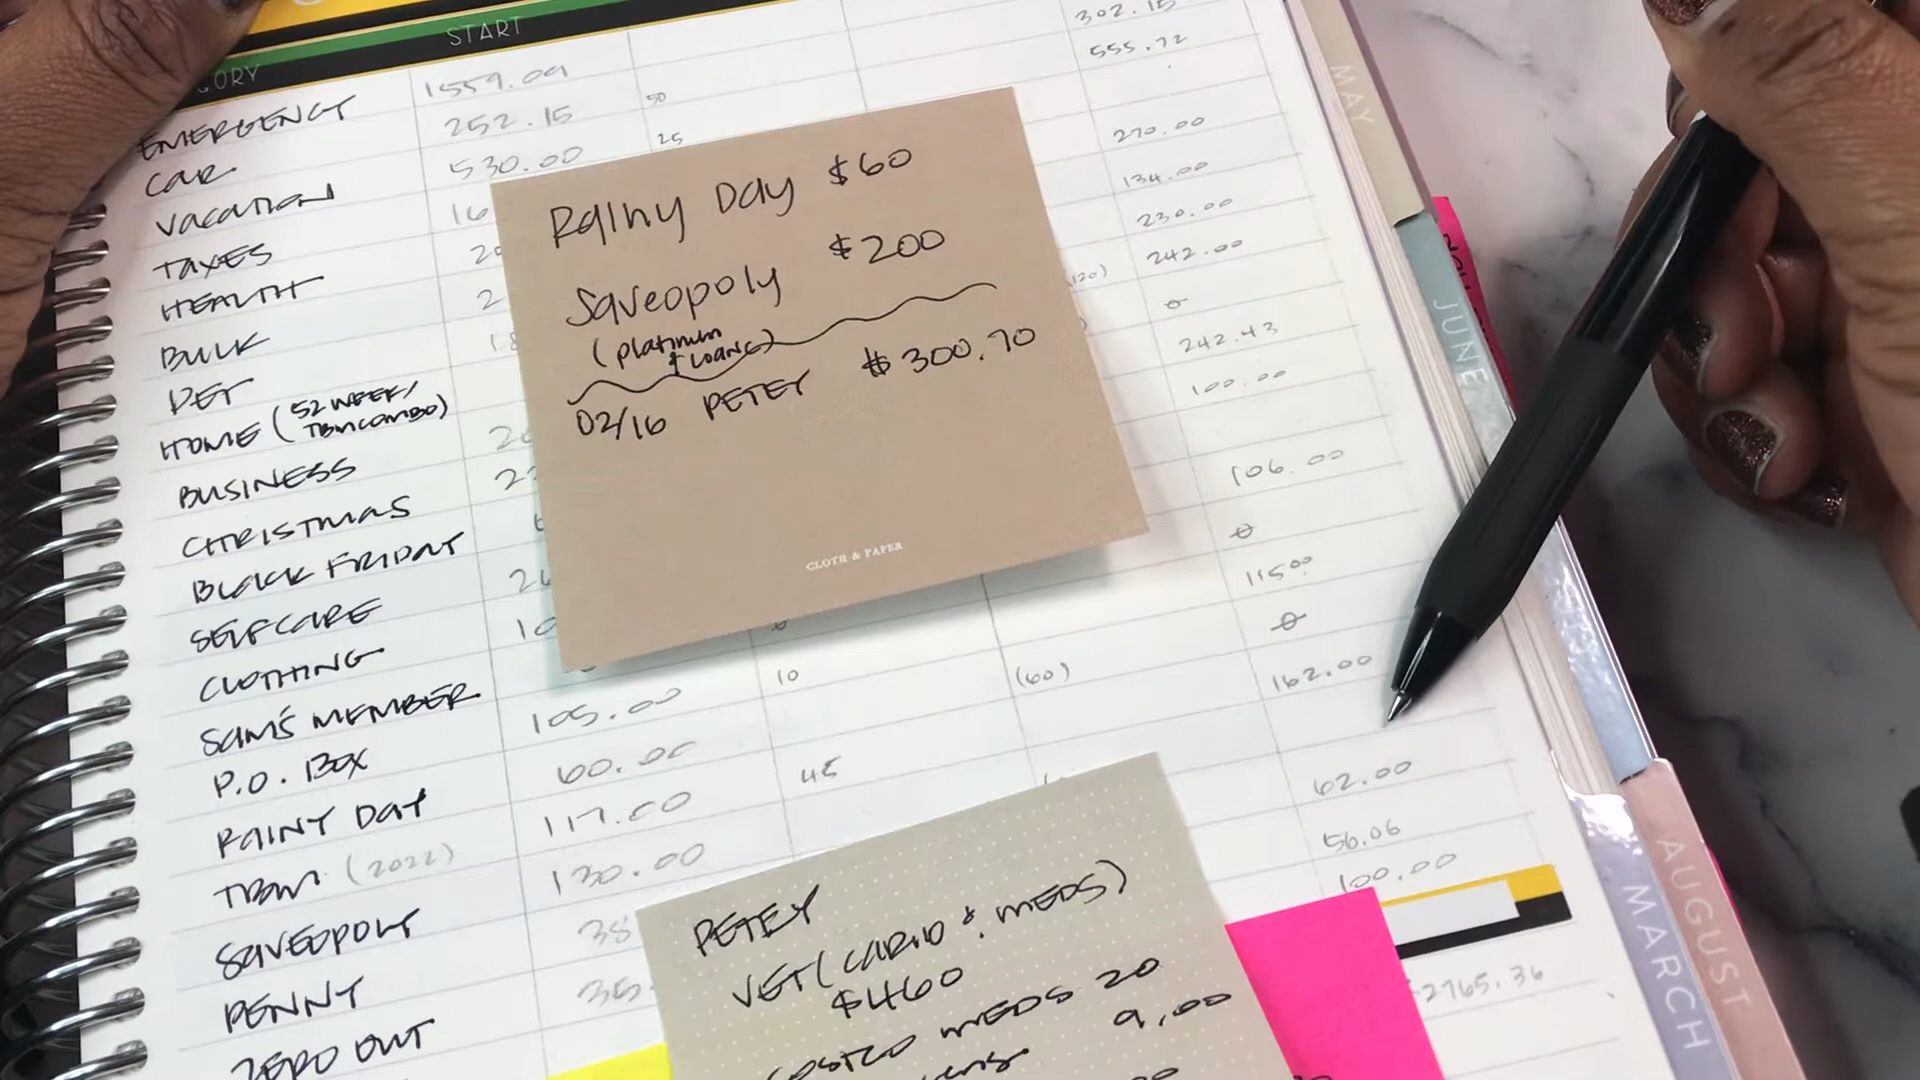 START
EMERGENCY 1559.09 302.15
CAR 252.15 50 555.72
VACATION 530.00 25
TAXES 270.00
HEALTH 134.00
BULK 230.00
PET (120) 242.00
HOME (52 WEEK/
TBM COMBO)
BUSINESS 242.43
CHRISTMAS 100.00
BLACK FRIDAY
SELFCARE 106.00
CLOTHING
SAM'S MEMBER 105.00 10 (60) 115.00
P.O. BOX 60.00
RAINY DAY 117.00 45 162.00
TBM (2022) 130.00
SAVEOPOLY 62.00
PENNY 56.06
ZERO OUT 100.00
2765.36
Rainy Day $60
Saveopoly $200
(platinum
& loans)
02/16 PETEY $300.70
CLOTH & PAPER
PETEY
VET (CARIO & MEDS)
$460
COSTCO MEDS 20
9.00
MAY
JUNE
AUGUST
MARCH